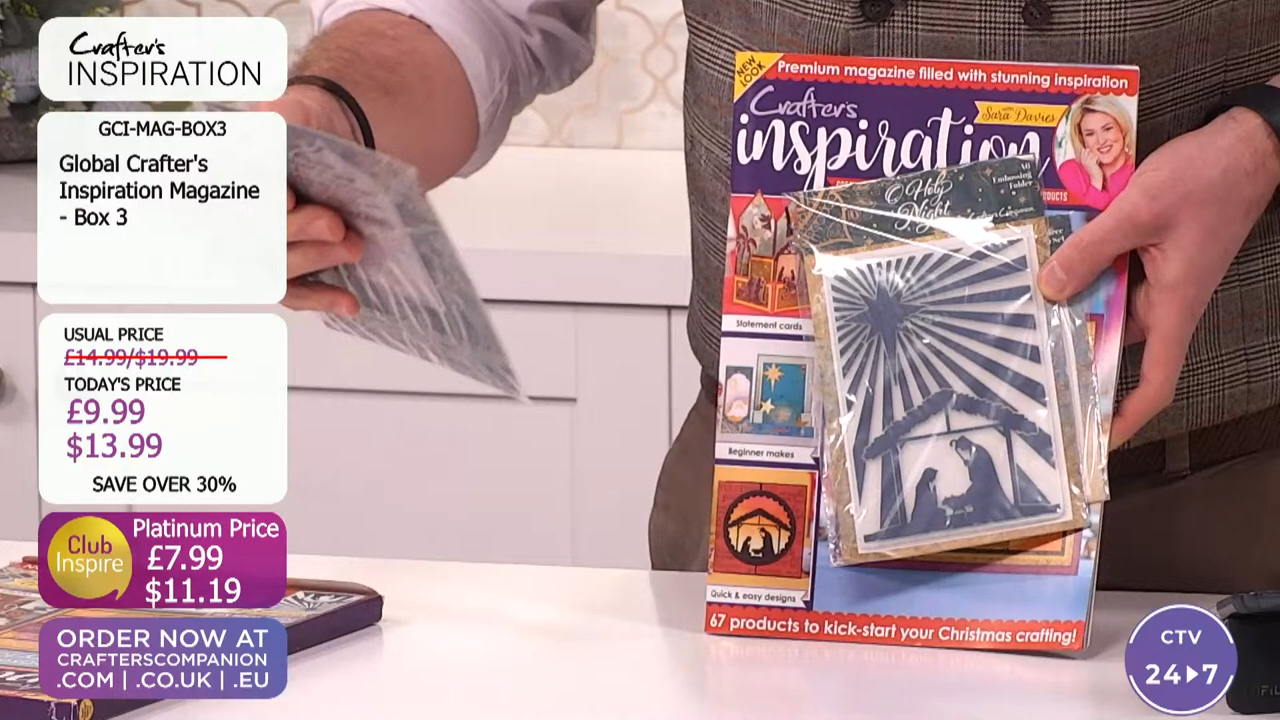 Crafter's
INSPIRATION
GCI-MAG-BOX3
Global Crafter's
Inspiration Magazine
- Box 3
USUAL PRICE
£14.99/$19.99
TODAY'S PRICE
£9.99
$13.99
SAVE OVER 30%
Club
Inspire
Platinum Price
£7.99
$11.19
ORDER NOW AT
CRAFTERSCOMPANION
.COM | .CO.UK | .EU
NEW
LOOK
Premium magazine filled with stunning inspiration
Crafter's
inspiration
with
Sara Davies
A6
Embossing
Folder
O Holy
Night
Statement cards
Beginner makes
Quick & easy designs
67 products to kick-start your Christmas crafting!
CTV
24 7